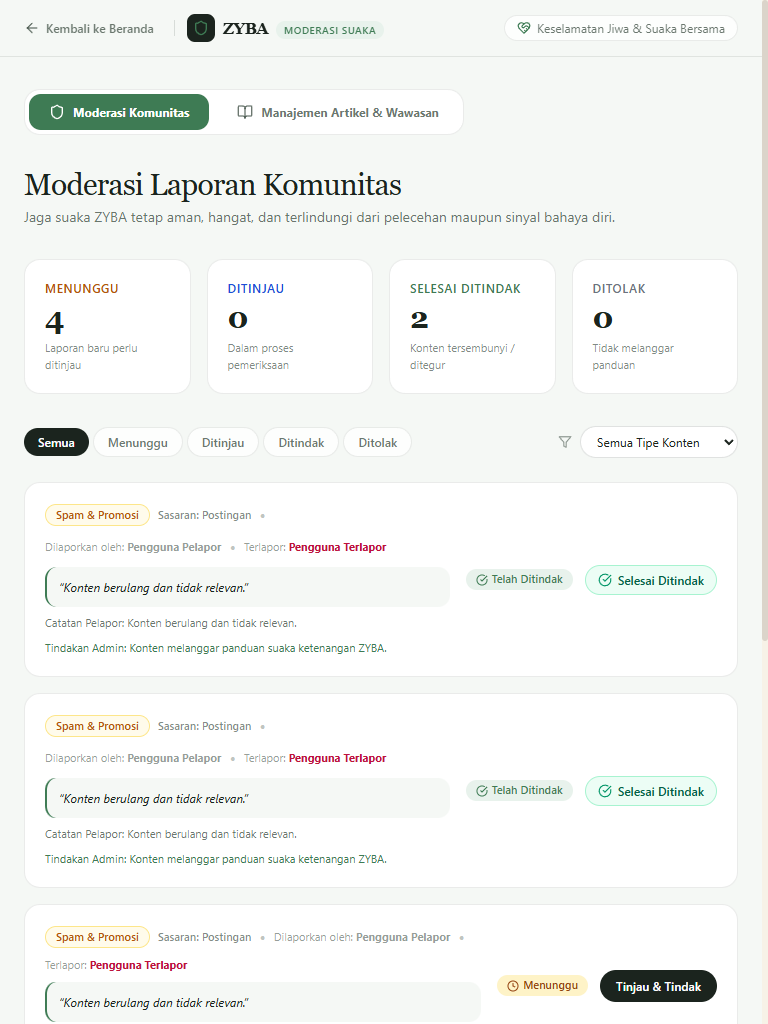 Kembali ke Beranda
ZYBA
MODERASI SUAKA
Keselamatan Jiwa & Suaka Bersama
Moderasi Komunitas
Manajemen Artikel & Wawasan
Moderasi Laporan Komunitas
Jaga suaka ZYBA tetap aman, hangat, dan terlindungi dari pelecehan maupun sinyal bahaya diri.
MENUNGGU
4
Laporan baru perlu
ditinjau
DITINJAU
0
Dalam proses
pemeriksaan
SELESAI DITINDAK
2
Konten tersembunyi /
ditegur
DITOLAK
0
Tidak melanggar
panduan
Semua
Menunggu
Ditinjau
Ditindak
Ditolak
Semua Tipe Konten
Spam & Promosi Sasaran: Postingan •
Dilaporkan oleh: Pengguna Pelapor • Terlapor: Pengguna Terlapor
"Konten berulang dan tidak relevan."
Telah Ditindak
Selesai Ditindak
Catatan Pelapor: Konten berulang dan tidak relevan.
Tindakan Admin: Konten melanggar panduan suaka ketenangan ZYBA.
Spam & Promosi Sasaran: Postingan •
Dilaporkan oleh: Pengguna Pelapor • Terlapor: Pengguna Terlapor
"Konten berulang dan tidak relevan."
Telah Ditindak
Selesai Ditindak
Catatan Pelapor: Konten berulang dan tidak relevan.
Tindakan Admin: Konten melanggar panduan suaka ketenangan ZYBA.
Spam & Promosi Sasaran: Postingan • Dilaporkan oleh: Pengguna Pelapor •
Terlapor: Pengguna Terlapor
"Konten berulang dan tidak relevan."
Menunggu
Tinjau & Tindak